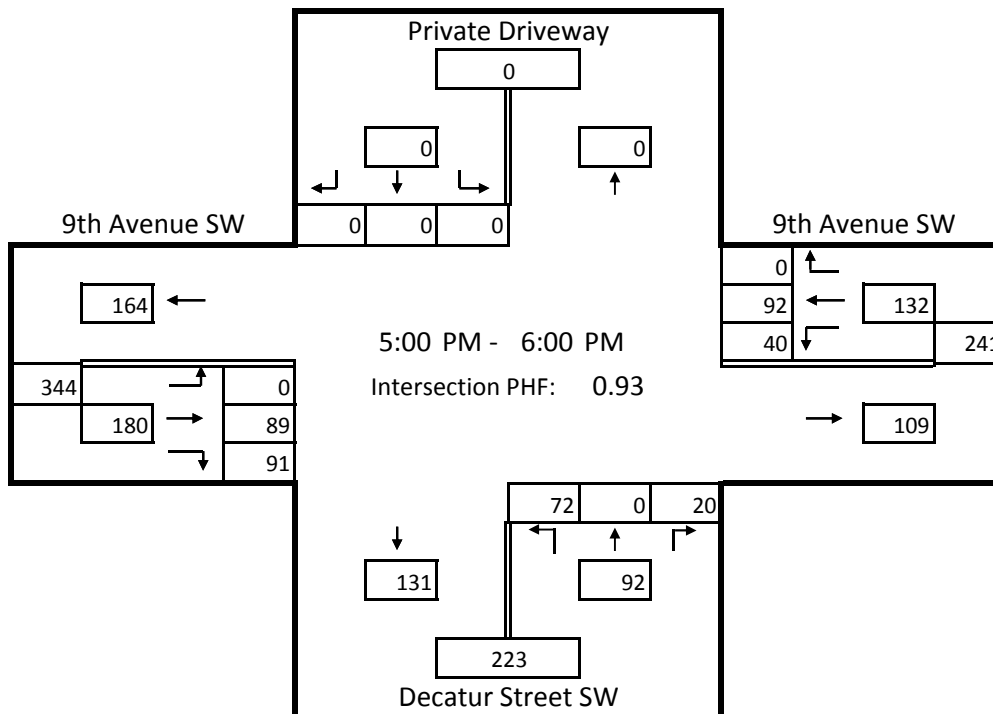 Private Driveway
0
0 0
9th Avenue SW 0 0 0 9th Avenue SW
0
164 92 132
5:00 PM - 6:00 PM 40 241
344 0 Intersection PHF: 0.93
180 89 109
91
72 0 20
131 92
223
Decatur Street SW